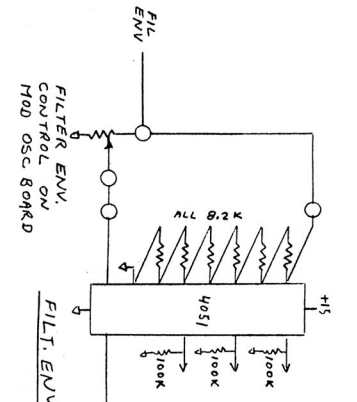 FIL
ENV
FILTER ENV.
CONTROL ON
MOD OSC BOARD
ALL 8.2K
+15
4051
100K
100K
100K
FILT. ENV